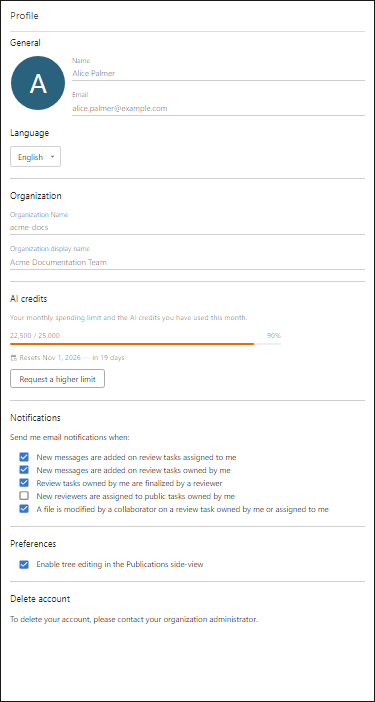 Profile
General
A
Name
Alice Palmer
Email
alice.palmer@example.com
Language
English
Organization
Organization Name
acme-docs
Organization display name
Acme Documentation Team
AI credits
Your monthly spending limit and the AI credits you have used this month.
22,500 / 25,000 90%
Resets Nov 1, 2026 — in 19 days
Request a higher limit
Notifications
Send me email notifications when:
New messages are added on review tasks assigned to me
New messages are added on review tasks owned by me
Review tasks owned by me are finalized by a reviewer
New reviewers are assigned to public tasks owned by me
A file is modified by a collaborator on a review task owned by me or assigned to me
Preferences
Enable tree editing in the Publications side-view
Delete account
To delete your account, please contact your organization administrator.